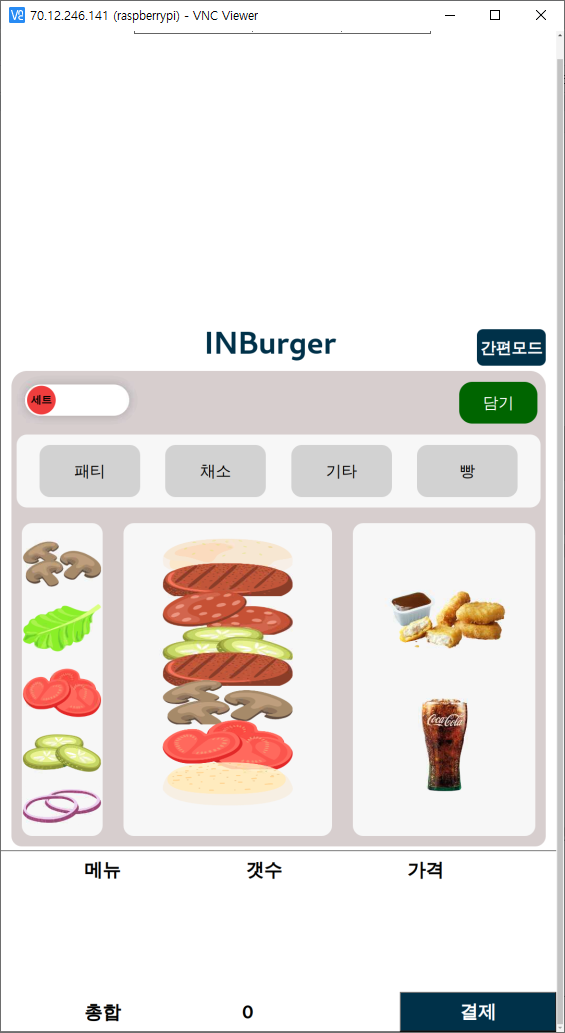 70.12.246.141 (raspberrypi) - VNC Viewer
INBurger
간편모드
세트
담기
패티 채소 기타 빵
Coca-Cola
메뉴 갯수 가격
총합 0 결제